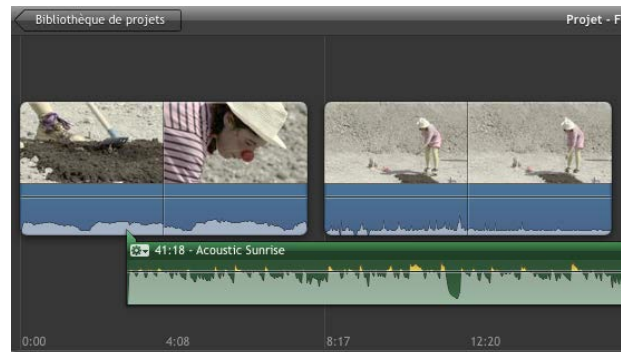 Bibliothèque de projets
Projet - F
41:18 - Acoustic Sunrise
0:00 4:08 8:17 12:20